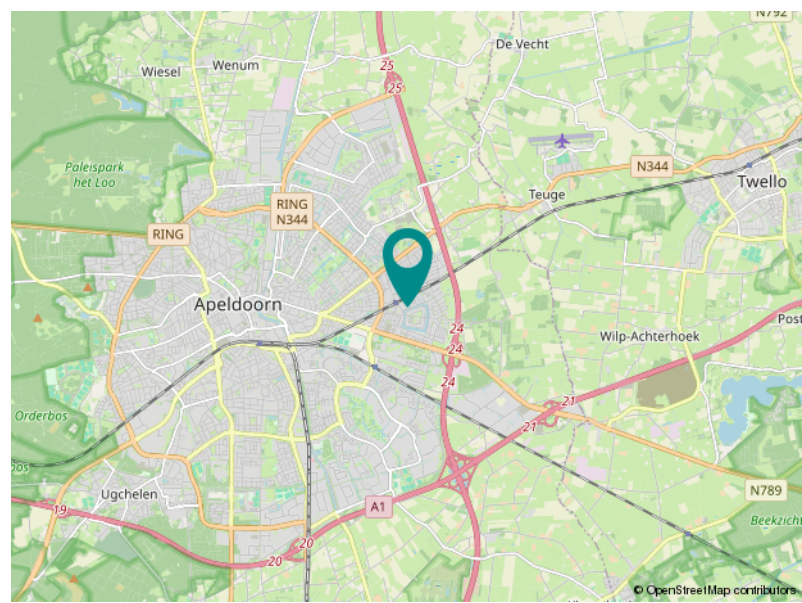 N792
De Vecht
Wenum
Wiesel
25
25
Paleispark
het Loo
N344
Twello
Teuge
RING
N344
RING
Apeldoorn
Post
24
Wilp-Achterhoek
24
24
21
21
Orderbos
bos
N789
Ugchelen
A1
19
Beekzicht
20
20
© OpenStreetMap contributors